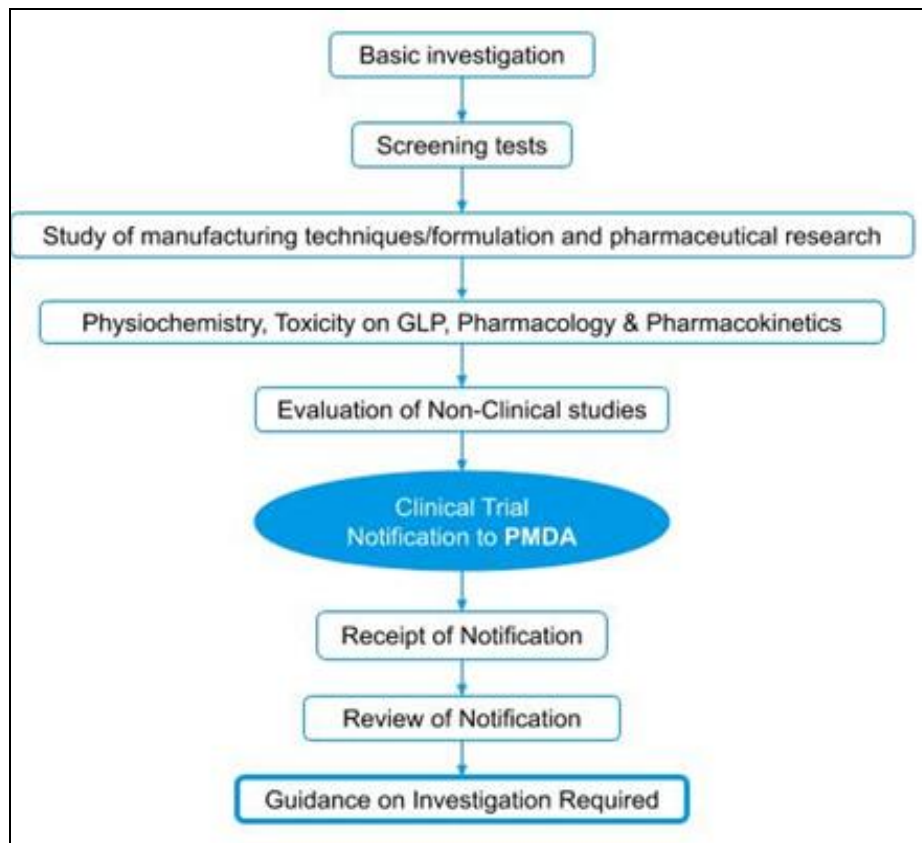 Basic investigation
Screening tests
Study of manufacturing techniques/formulation and pharmaceutical research
Physiochemistry, Toxicity on GLP, Pharmacology & Pharmacokinetics
Evaluation of Non-Clinical studies
Clinical Trial
Notification to PMDA
Receipt of Notification
Review of Notification
Guidance on Investigation Required